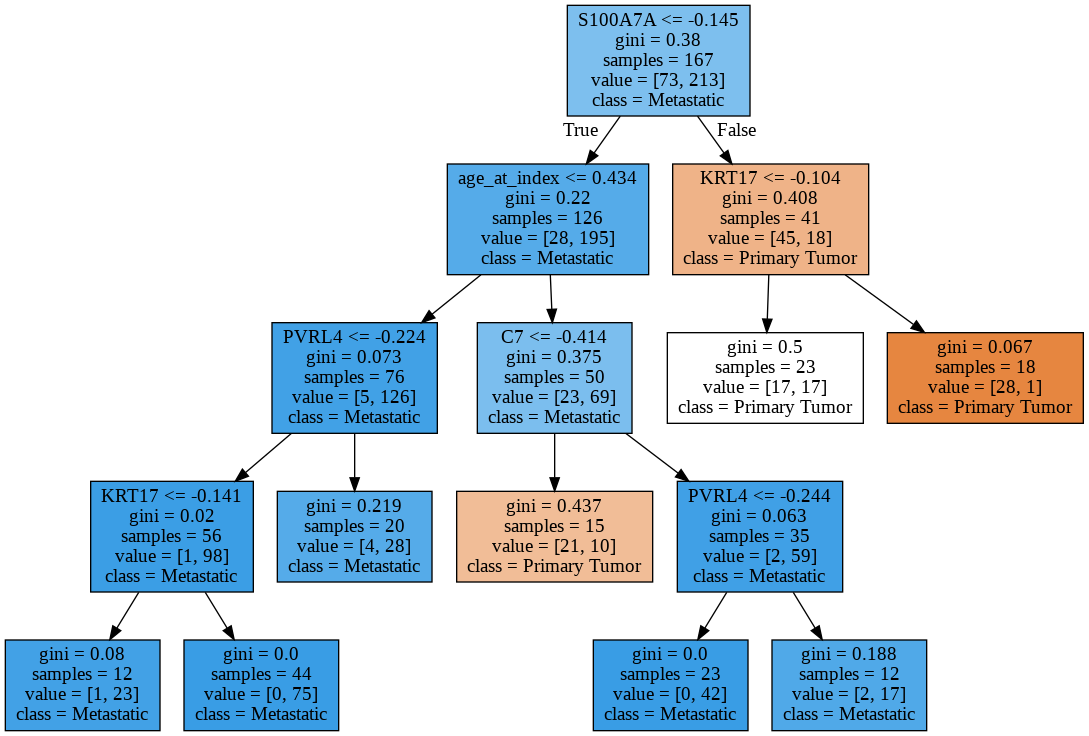 S100A7A <= -0.145
gini = 0.38
samples = 167
value = [73, 213]
class = Metastatic
True
False
age_at_index <= 0.434
gini = 0.22
samples = 126
value = [28, 195]
class = Metastatic
KRT17 <= -0.104
gini = 0.408
samples = 41
value = [45, 18]
class = Primary Tumor
PVRL4 <= -0.224
gini = 0.073
samples = 76
value = [5, 126]
class = Metastatic
C7 <= -0.414
gini = 0.375
samples = 50
value = [23, 69]
class = Metastatic
gini = 0.5
samples = 23
value = [17, 17]
class = Primary Tumor
gini = 0.067
samples = 18
value = [28, 1]
class = Primary Tumor
KRT17 <= -0.141
gini = 0.02
samples = 56
value = [1, 98]
class = Metastatic
gini = 0.219
samples = 20
value = [4, 28]
class = Metastatic
gini = 0.437
samples = 15
value = [21, 10]
class = Primary Tumor
PVRL4 <= -0.244
gini = 0.063
samples = 35
value = [2, 59]
class = Metastatic
gini = 0.08
samples = 12
value = [1, 23]
class = Metastatic
gini = 0.0
samples = 44
value = [0, 75]
class = Metastatic
gini = 0.0
samples = 23
value = [0, 42]
class = Metastatic
gini = 0.188
samples = 12
value = [2, 17]
class = Metastatic